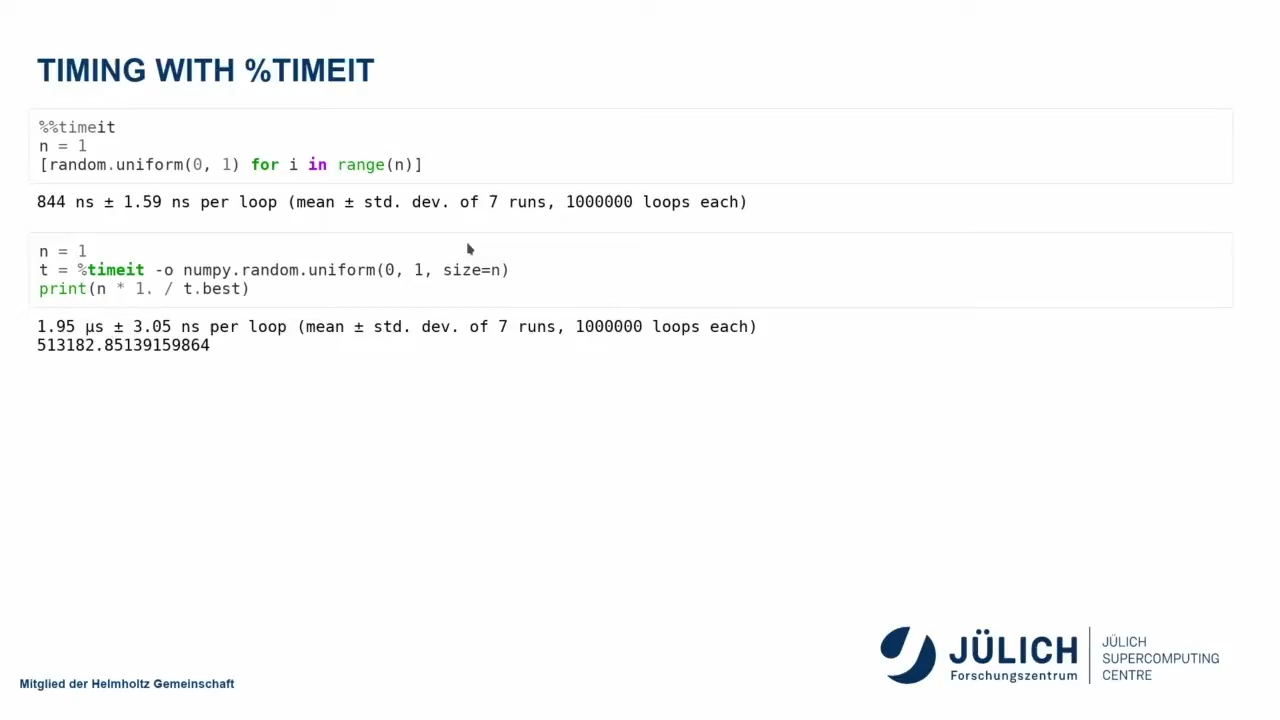 TIMING WITH %TIMEIT
%%timeit
n = 1
[random.uniform(0, 1) for i in range(n)]
844 ns ± 1.59 ns per loop (mean ± std. dev. of 7 runs, 1000000 loops each)
n = 1
t = %timeit -o numpy.random.uniform(0, 1, size=n)
print(n * 1. / t.best)
1.95 µs ± 3.05 ns per loop (mean ± std. dev. of 7 runs, 1000000 loops each)
513182.85139159864
JÜLICH
Forschungszentrum
JÜLICH
SUPERCOMPUTING
CENTRE
Mitglied der Helmholtz Gemeinschaft